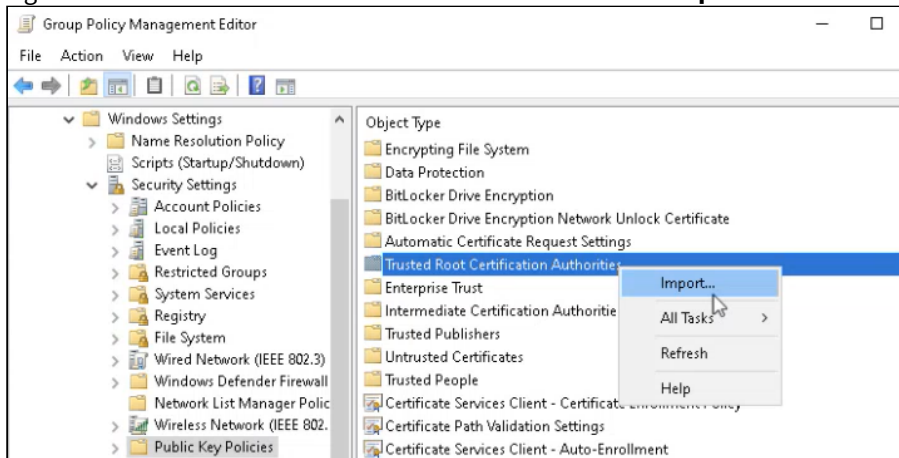 Group Policy Management Editor
File Action View Help
Windows Settings
Name Resolution Policy
Scripts (Startup/Shutdown)
Security Settings
Account Policies
Local Policies
Event Log
Restricted Groups
System Services
Registry
File System
Wired Network (IEEE 802.3)
Windows Defender Firewall
Network List Manager Polic
Wireless Network (IEEE 802.
Public Key Policies
Object Type
Encrypting File System
Data Protection
BitLocker Drive Encryption
BitLocker Drive Encryption Network Unlock Certificate
Automatic Certificate Request Settings
Trusted Root Certification Authorities
Enterprise Trust
Intermediate Certification Authoritie
Trusted Publishers
Untrusted Certificates
Trusted People
Certificate Services Client - Certificate Enrollment Policy
Certificate Path Validation Settings
Certificate Services Client - Auto-Enrollment
Import...
All Tasks
Refresh
Help